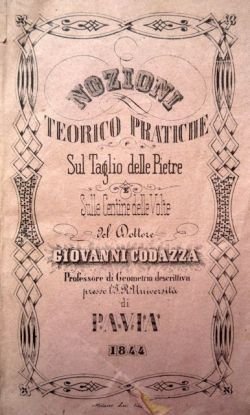 NOZIONI
TEORICO PRATICHE
Sul Taglio delle Pietre
E
Sulle Centine delle Volte
del Dottore
GIOVANNI CODAZZA
Professore di Geometria descrittiva
presso l'I. R. Università
di
PAVIA
1844